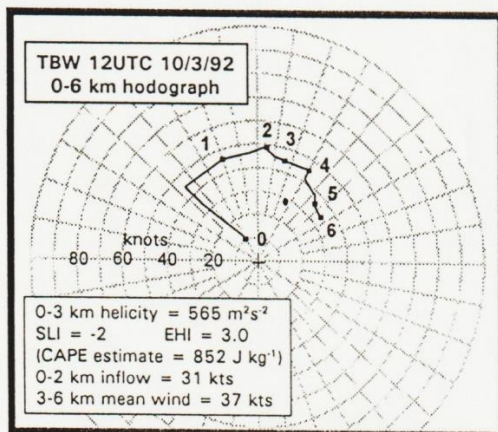 TBW 12UTC 10/3/92
0-6 km hodograph
1
2
3
4
5
6
0
knots
80 60 40 20
0-3 km helicity = 565 m²s⁻²
SLI = -2 EHI = 3.0
(CAPE estimate = 852 J kg⁻¹)
0-2 km inflow = 31 kts
3-6 km mean wind = 37 kts